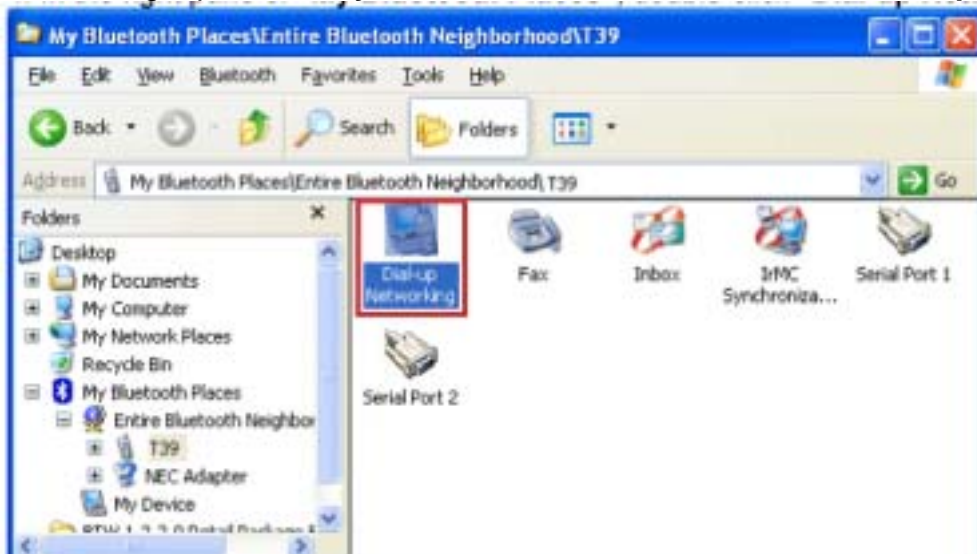 My Bluetooth Places\Entire Bluetooth Neighborhood\T39
File Edit View Bluetooth Favorites Tools Help
Back Search Folders
Address My Bluetooth Places\Entire Bluetooth Neighborhood\T39 Go
Folders
Desktop
My Documents
My Computer
My Network Places
Recycle Bin
My Bluetooth Places
Entire Bluetooth Neighbor
T39
NEC Adapter
My Device
Dial-up
Networking
Fax
Inbox
IrMC
Synchroniza...
Serial Port 1
Serial Port 2